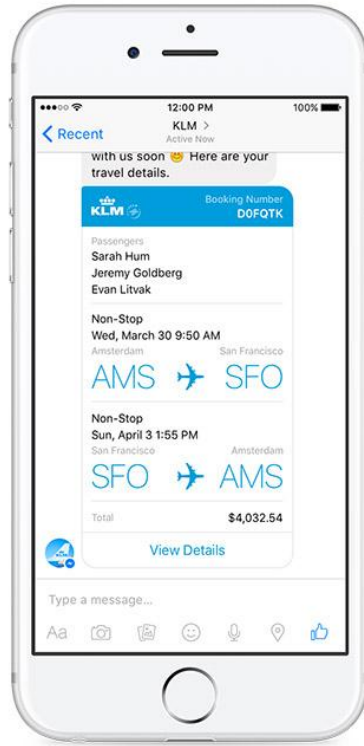 12:00 PM
100%
Recent
KLM >
Active Now
with us soon 😊 Here are your
travel details.
KLM
Booking Number
D0FQTK
Passengers
Sarah Hum
Jeremy Goldberg
Evan Litvak
Non-Stop
Wed, March 30 9:50 AM
Amsterdam San Francisco
AMS SFO
Non-Stop
Sun, April 3 1:55 PM
San Francisco Amsterdam
SFO AMS
Total $4,032.54
View Details
Type a message...
Aa